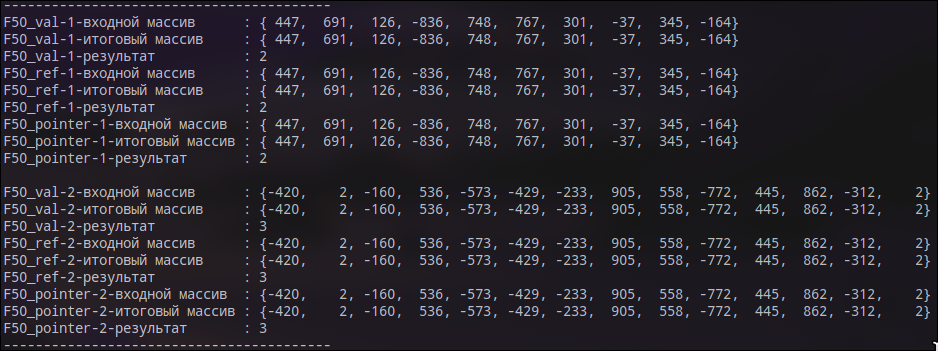 ----------------------------------------
F50_val-1-входной массив      : { 447,  691,  126, -836,  748,  767,  301,  -37,  345, -164}
F50_val-1-итоговый массив     : { 447,  691,  126, -836,  748,  767,  301,  -37,  345, -164}
F50_val-1-результат           : 2
F50_ref-1-входной массив      : { 447,  691,  126, -836,  748,  767,  301,  -37,  345, -164}
F50_ref-1-итоговый массив     : { 447,  691,  126, -836,  748,  767,  301,  -37,  345, -164}
F50_ref-1-результат           : 2
F50_pointer-1-входной массив  : { 447,  691,  126, -836,  748,  767,  301,  -37,  345, -164}
F50_pointer-1-итоговый массив : { 447,  691,  126, -836,  748,  767,  301,  -37,  345, -164}
F50_pointer-1-результат       : 2
F50_val-2-входной массив      : {-420,    2, -160,  536, -573, -429, -233,  905,  558, -772,  445,  862, -312,    2}
F50_val-2-итоговый массив     : {-420,    2, -160,  536, -573, -429, -233,  905,  558, -772,  445,  862, -312,    2}
F50_val-2-результат           : 3
F50_ref-2-входной массив      : {-420,    2, -160,  536, -573, -429, -233,  905,  558, -772,  445,  862, -312,    2}
F50_ref-2-итоговый массив     : {-420,    2, -160,  536, -573, -429, -233,  905,  558, -772,  445,  862, -312,    2}
F50_ref-2-результат           : 3
F50_pointer-2-входной массив  : {-420,    2, -160,  536, -573, -429, -233,  905,  558, -772,  445,  862, -312,    2}
F50_pointer-2-итоговый массив : {-420,    2, -160,  536, -573, -429, -233,  905,  558, -772,  445,  862, -312,    2}
F50_pointer-2-результат       : 3
----------------------------------------